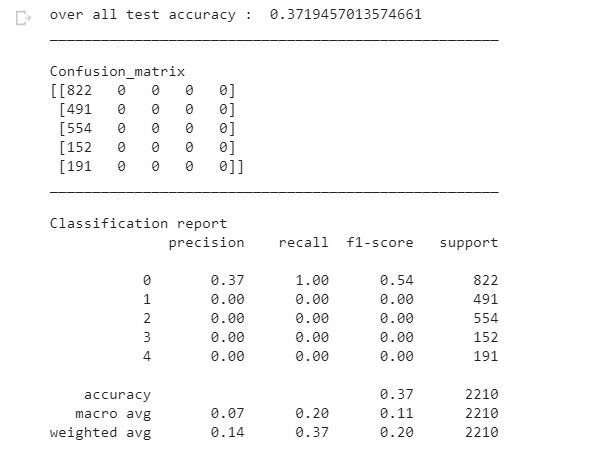 over all test accuracy :  0.3719457013574661
_____________________________________________________
Confusion_matrix
[[822   0   0   0   0]
 [491   0   0   0   0]
 [554   0   0   0   0]
 [152   0   0   0   0]
 [191   0   0   0   0]]
_____________________________________________________
Classification report
              precision    recall  f1-score   support
           0       0.37      1.00      0.54       822
           1       0.00      0.00      0.00       491
           2       0.00      0.00      0.00       554
           3       0.00      0.00      0.00       152
           4       0.00      0.00      0.00       191
    accuracy                           0.37      2210
   macro avg       0.07      0.20      0.11      2210
weighted avg       0.14      0.37      0.20      2210